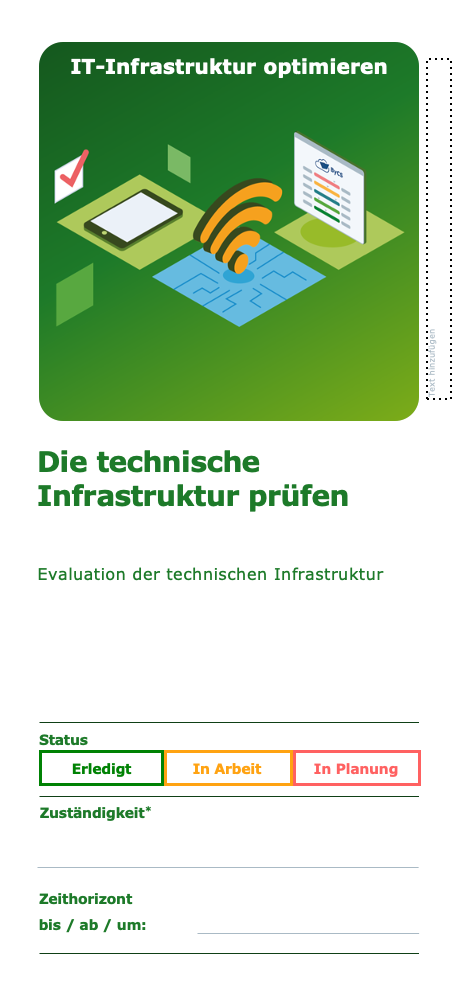 IT-Infrastruktur optimieren
ByCS
Text hinzufügen
Die technische
Infrastruktur prüfen
Evaluation der technischen Infrastruktur
Status
Erledigt
In Arbeit
In Planung
Zuständigkeit*
Zeithorizont
bis / ab / um: